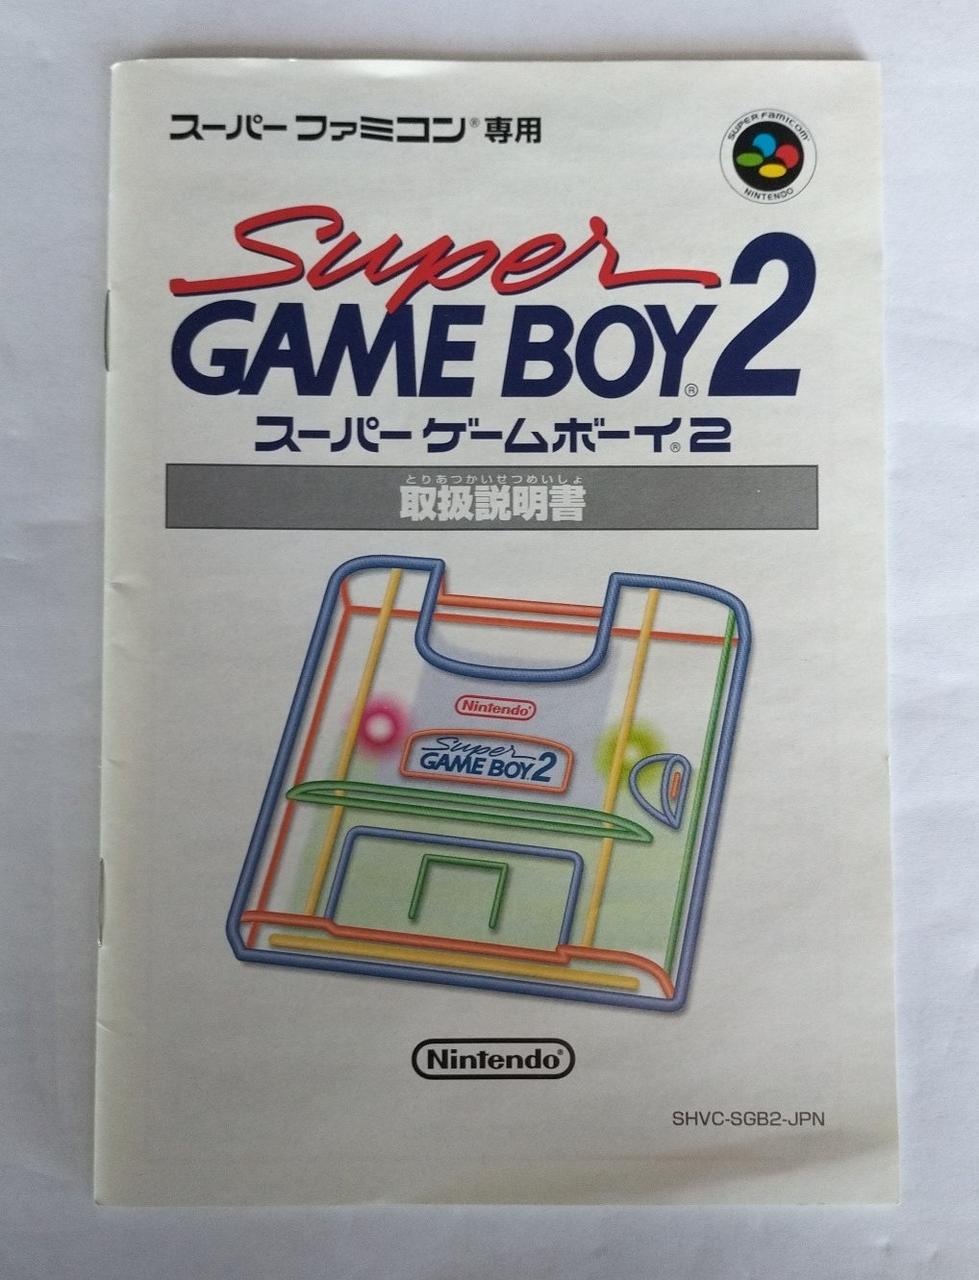 スーパーファミコン®専用
SUPER FAMICOM
NINTENDO
Super
GAME BOY®2
スーパーゲームボーイ®2
とりあつかいせつめいしょ
取扱説明書
Nintendo®
Super
GAME BOY®2
Nintendo®
SHVC-SGB2-JPN